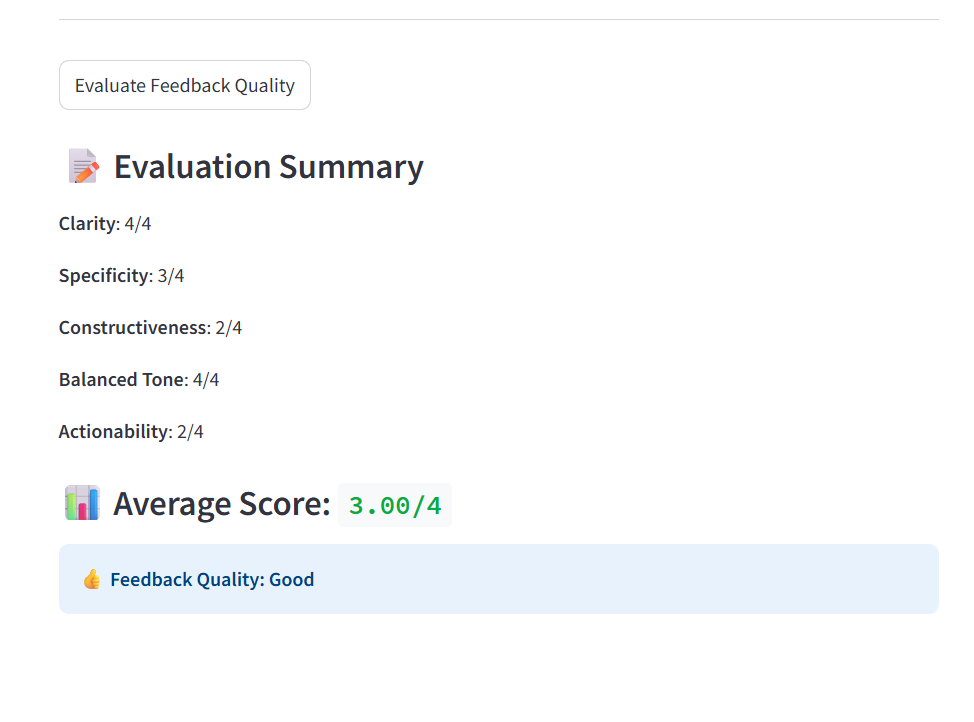 Evaluate Feedback Quality
📝 Evaluation Summary
Clarity: 4/4
Specificity: 3/4
Constructiveness: 2/4
Balanced Tone: 4/4
Actionability: 2/4
📊 Average Score: 3.00/4
👍 Feedback Quality: Good